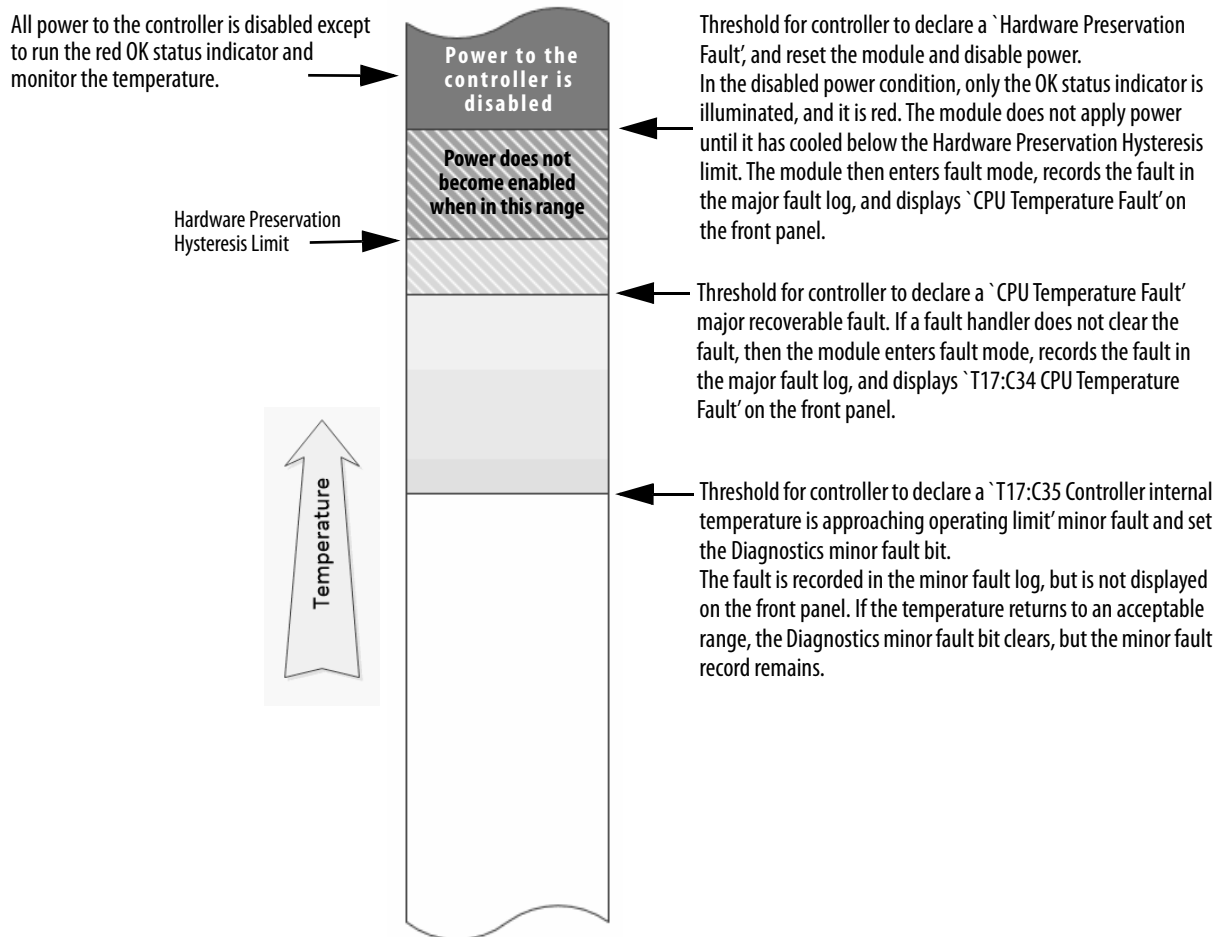 All power to the controller is disabled except
to run the red OK status indicator and
monitor the temperature.
Power to the
controller is
disabled
Threshold for controller to declare a `Hardware Preservation
Fault’, and reset the module and disable power.
In the disabled power condition, only the OK status indicator is
illuminated, and it is red. The module does not apply power
until it has cooled below the Hardware Preservation Hysteresis
limit. The module then enters fault mode, records the fault in
the major fault log, and displays `CPU Temperature Fault’ on
the front panel.
Power does not
become enabled
when in this range
Hardware Preservation
Hysteresis Limit
Threshold for controller to declare a `CPU Temperature Fault’
major recoverable fault. If a fault handler does not clear the
fault, then the module enters fault mode, records the fault in
the major fault log, and displays `T17:C34 CPU Temperature
Fault’ on the front panel.
Temperature
Threshold for controller to declare a `T17:C35 Controller internal
temperature is approaching operating limit’ minor fault and set
the Diagnostics minor fault bit.
The fault is recorded in the minor fault log, but is not displayed
on the front panel. If the temperature returns to an acceptable
range, the Diagnostics minor fault bit clears, but the minor fault
record remains.